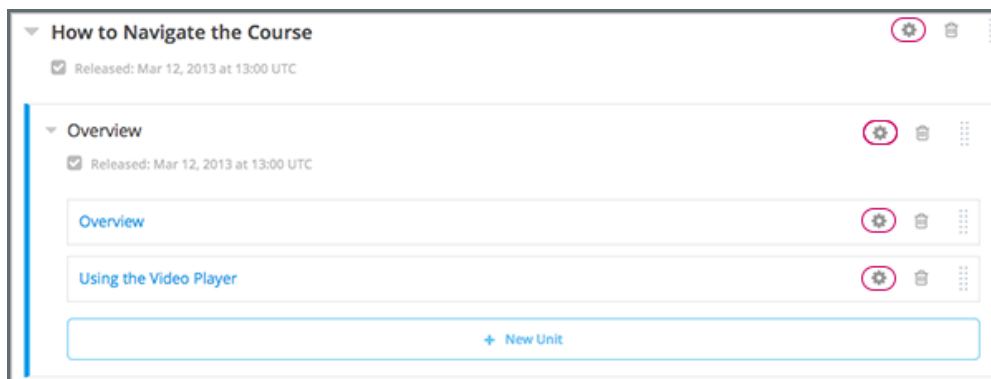 How to Navigate the Course
Released: Mar 12, 2013 at 13:00 UTC
Overview
Released: Mar 12, 2013 at 13:00 UTC
Overview
Using the Video Player
+ New Unit